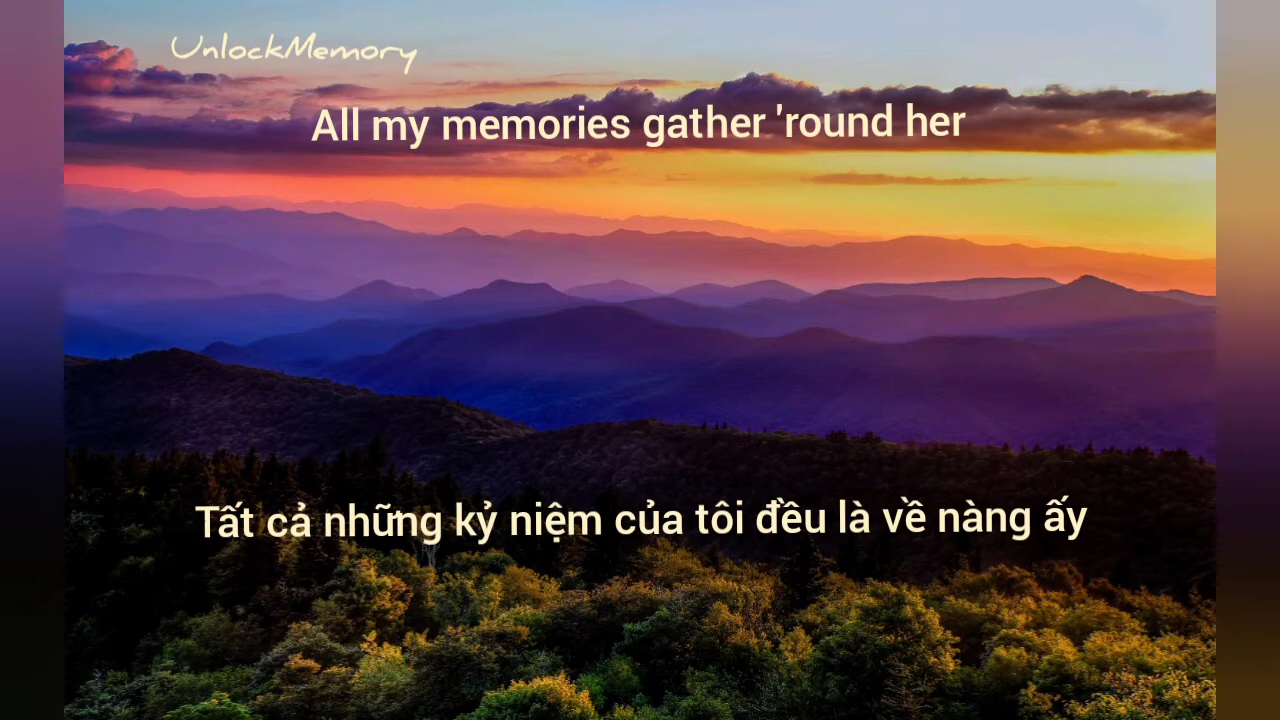 UnlockMemory
All my memories gather 'round her
Tất cả những kỷ niệm của tôi đều là về nàng ấy